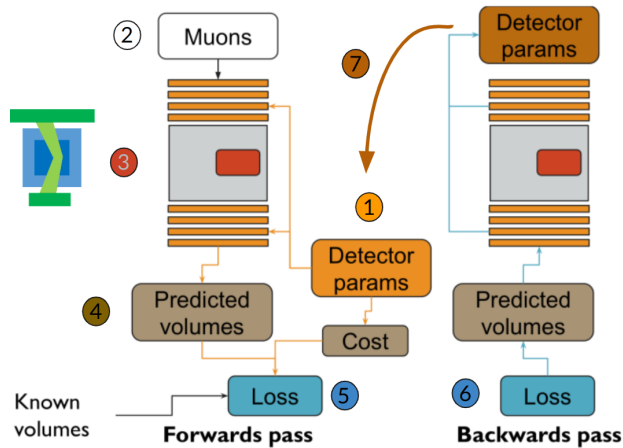 2
Muons
7
Detector
params
3
1
Detector
params
4
Predicted
volumes
Cost
Predicted
volumes
Loss
5
6
Loss
Known
volumes
Forwards pass
Backwards pass